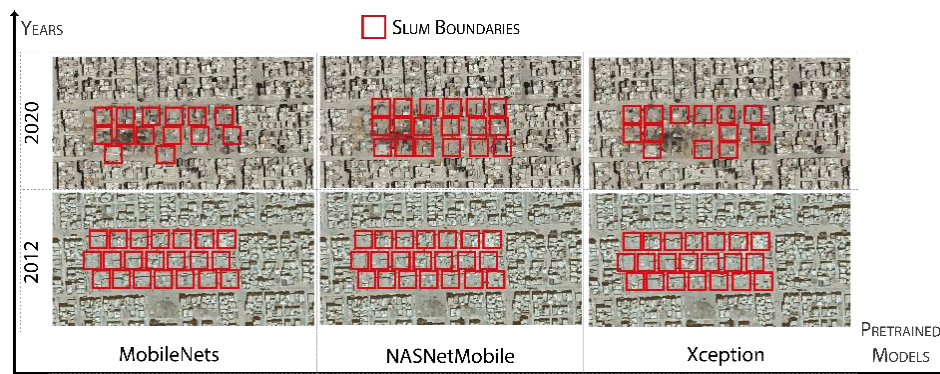 YEARS
SLUM BOUNDARIES
2020
2012
MobileNets
NASNetMobile
Xception
PRETRAINED
MODELS